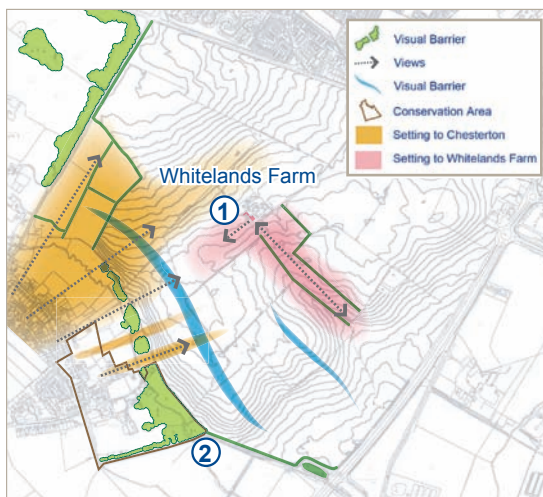 Visual Barrier
Views
Visual Barrier
Conservation Area
Setting to Chesterton
Setting to Whitelands Farm
Whitelands Farm
1
2